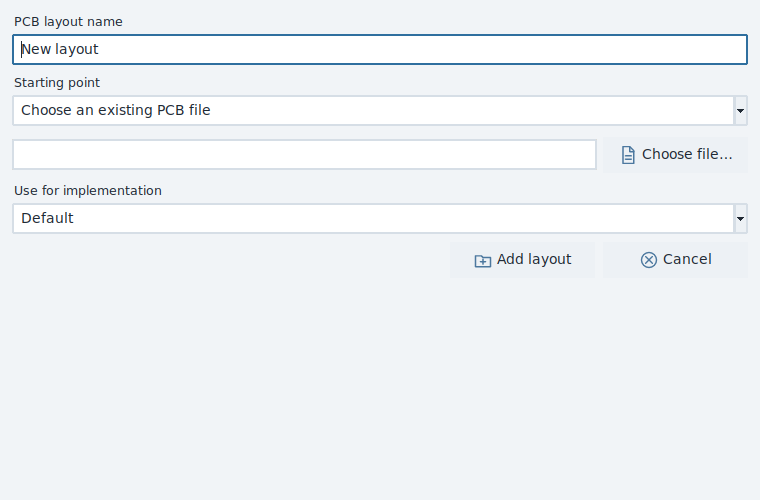 PCB layout name
New layout
Starting point
Choose an existing PCB file
Choose file...
Use for implementation
Default
Add layout
Cancel